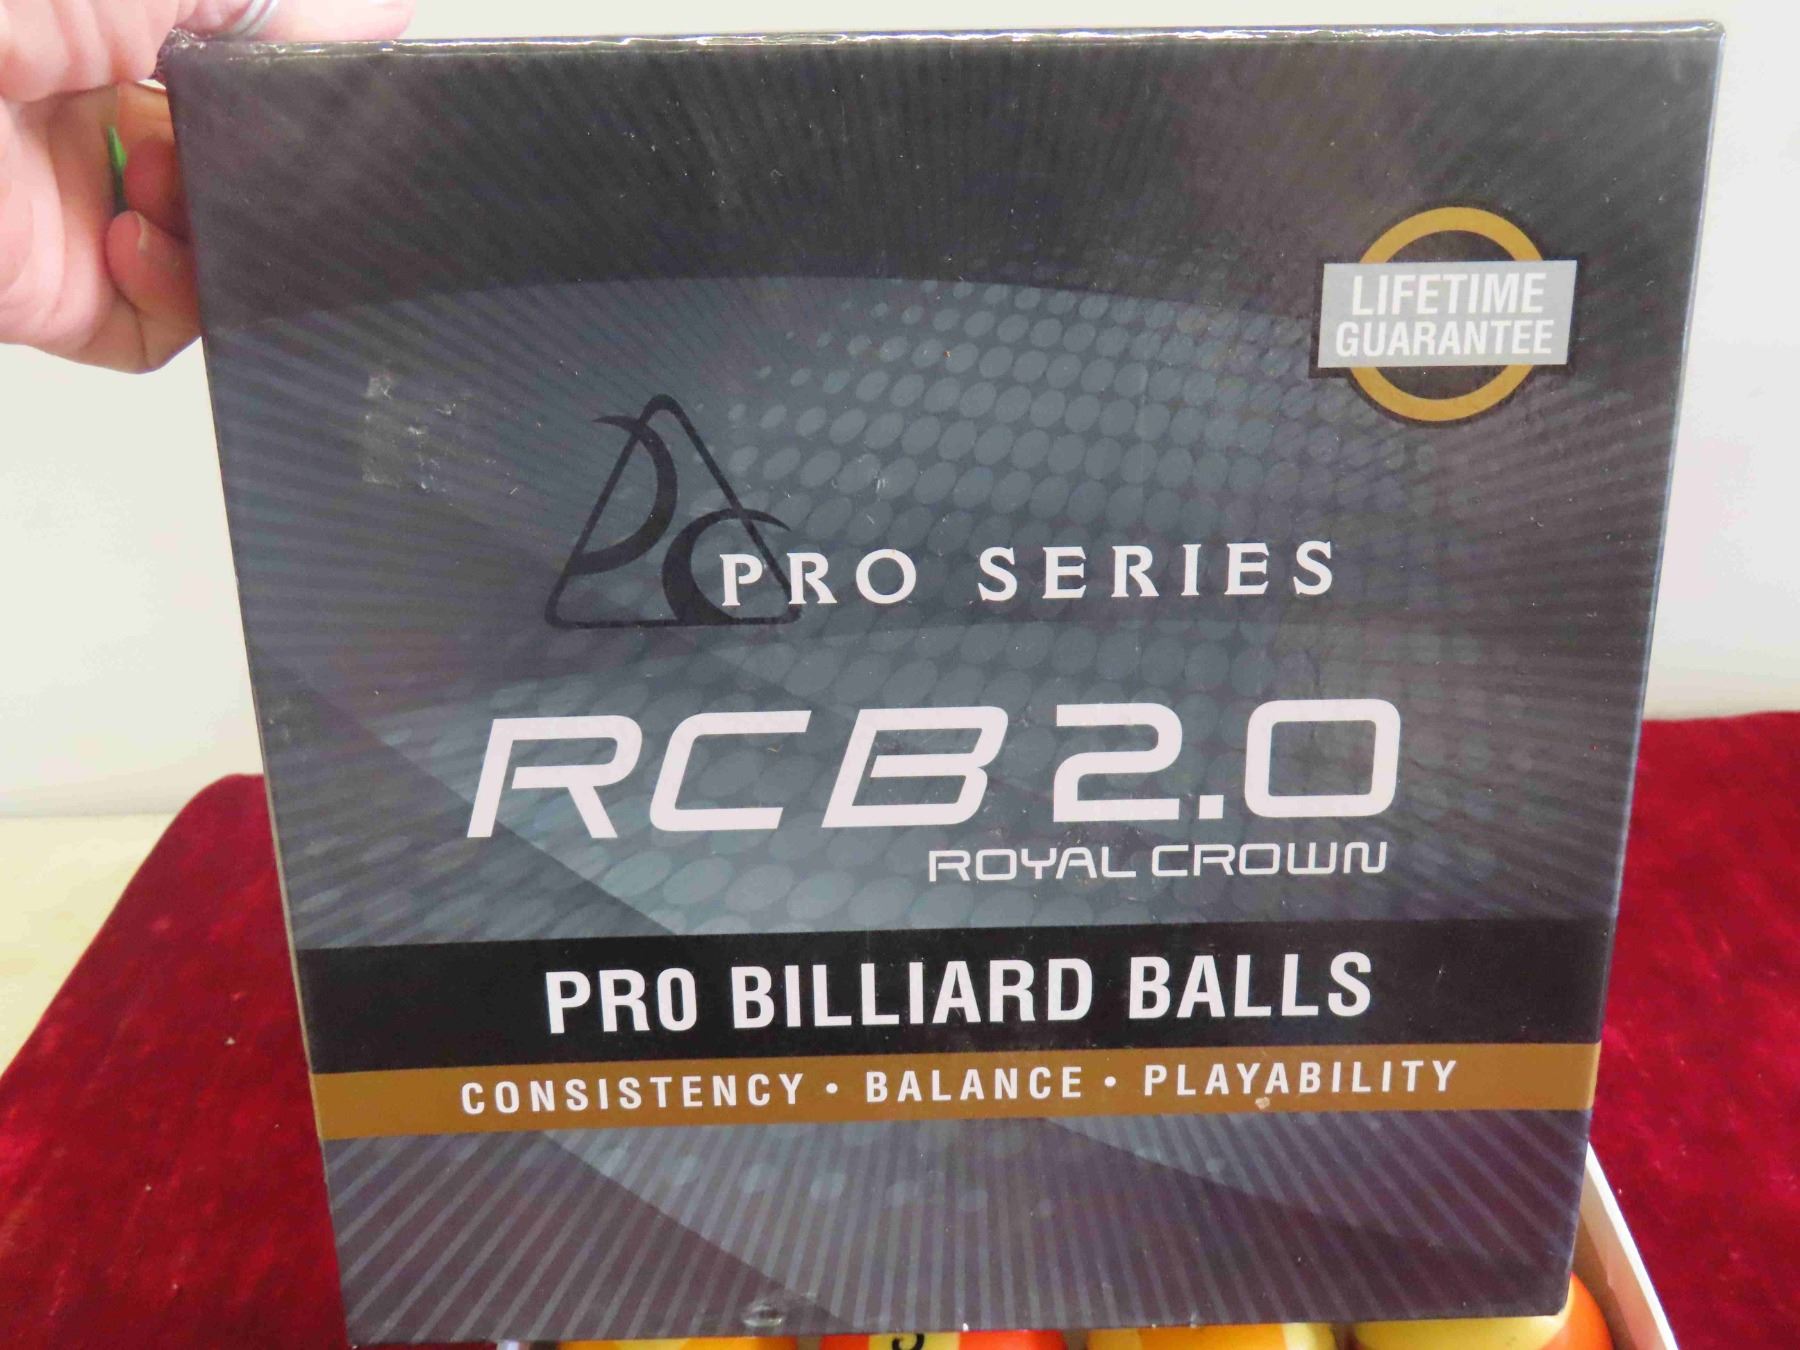 LIFETIME
GUARANTEE
PRO SERIES
RCB 2.0
ROYAL CROWN
PRO BILLIARD BALLS
CONSISTENCY • BALANCE • PLAYABILITY